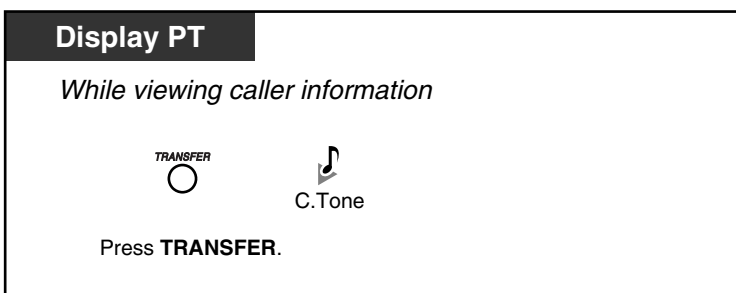 Display PT
While viewing caller information
TRANSFER
C.Tone
Press TRANSFER.